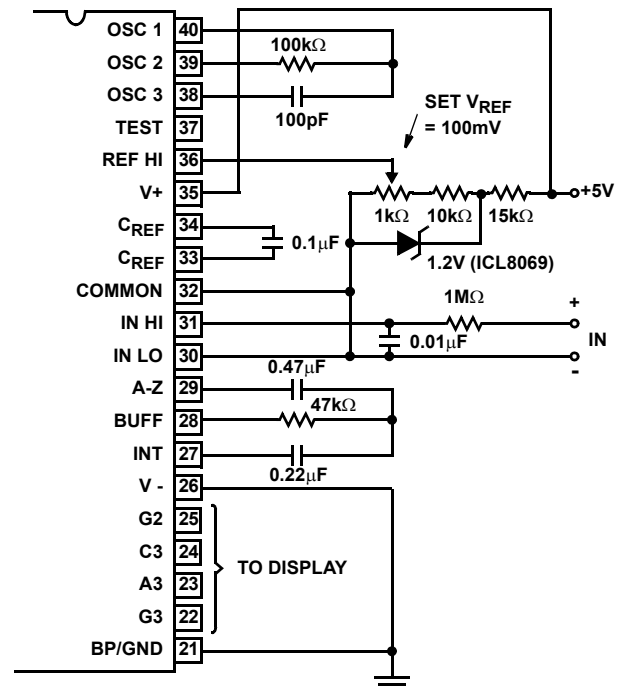 OSC 1 40
100kΩ
OSC 2 39
OSC 3 38
100pF
SET VREF
= 100mV
TEST 37
REF HI 36
V+ 35
+5V
1kΩ 10kΩ 15kΩ
CREF 34
0.1µF
1.2V (ICL8069)
CREF 33
COMMON 32
1MΩ
+
IN HI 31
0.01µF
IN
IN LO 30
-
0.47µF
A-Z 29
47kΩ
BUFF 28
INT 27
0.22µF
V - 26
G2 25
C3 24
TO DISPLAY
A3 23
G3 22
BP/GND 21